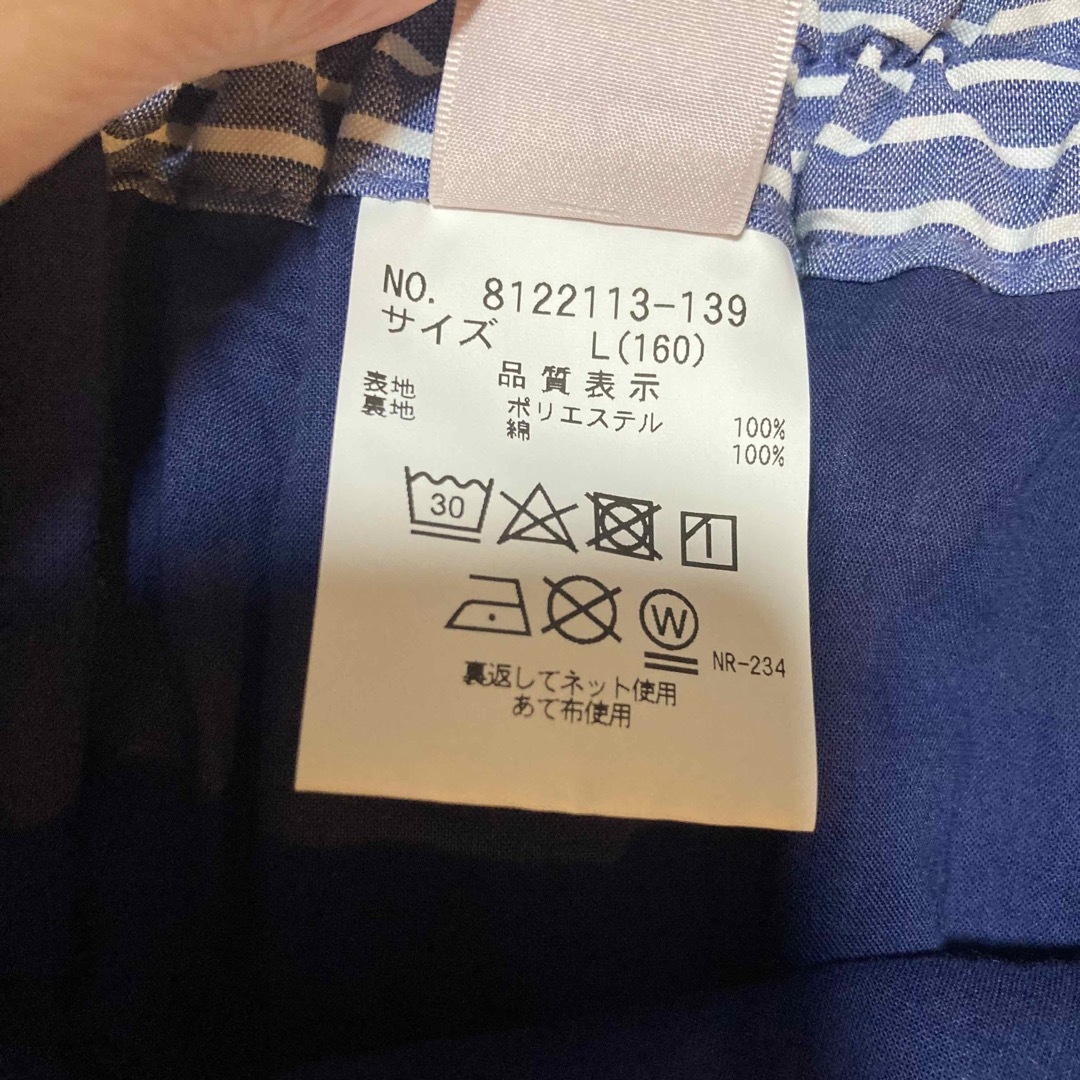 NO. 8122113-139
サイズ L(160)
品質表示
表地 ポリエステル 100%
裏地 綿 100%
30
W
NR-234
裏返してネット使用
あて布使用